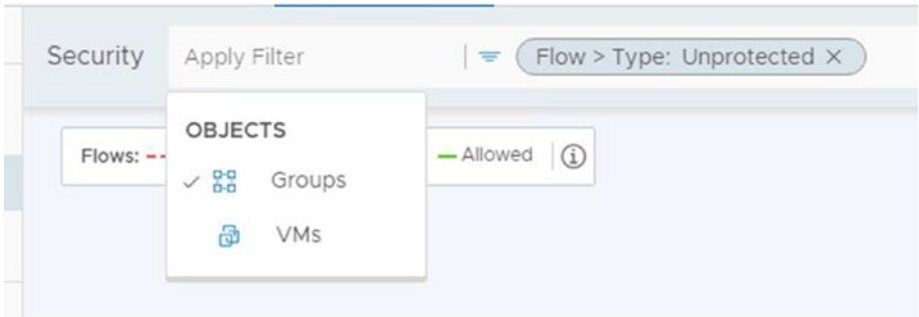 Security Apply Filter Flow > Type: Unprotected ×
OBJECTS
Flows: Allowed
Groups
VMs